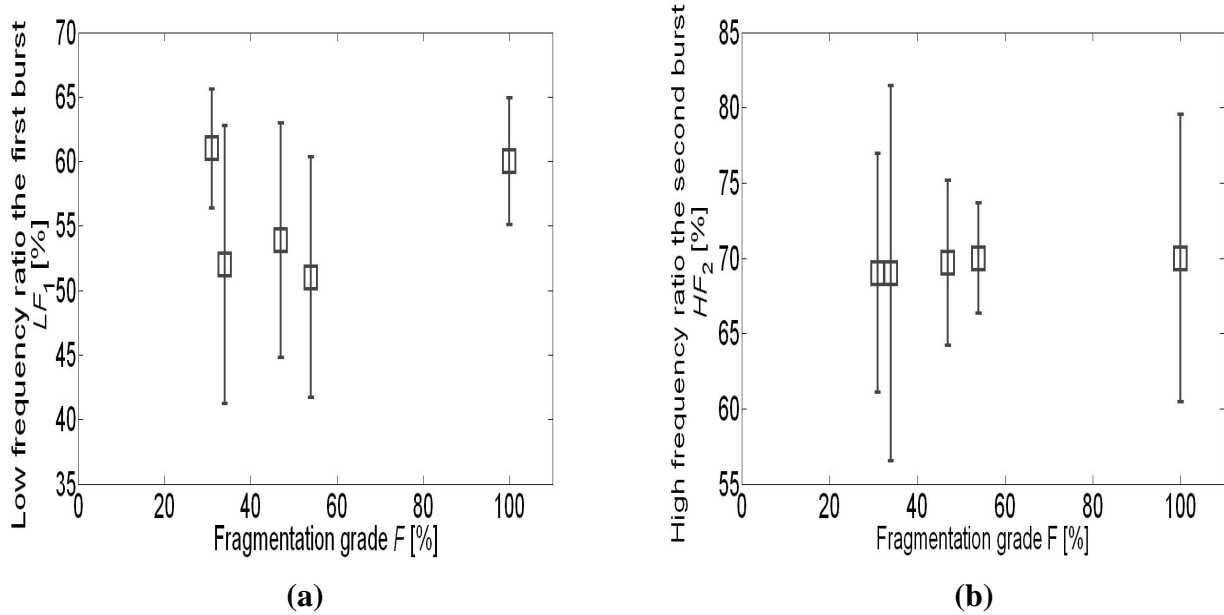 Low frequency ratio the first burst
LF1 [%]
70
65
60
55
50
45
40
35
0 20 40 60 80 100
Fragmentation grade F [%]
(a)
High frequency ratio the second burst
HF2 [%]
85
80
75
70
65
60
55
0 20 40 60 80 100
Fragmentation grade F [%]
(b)